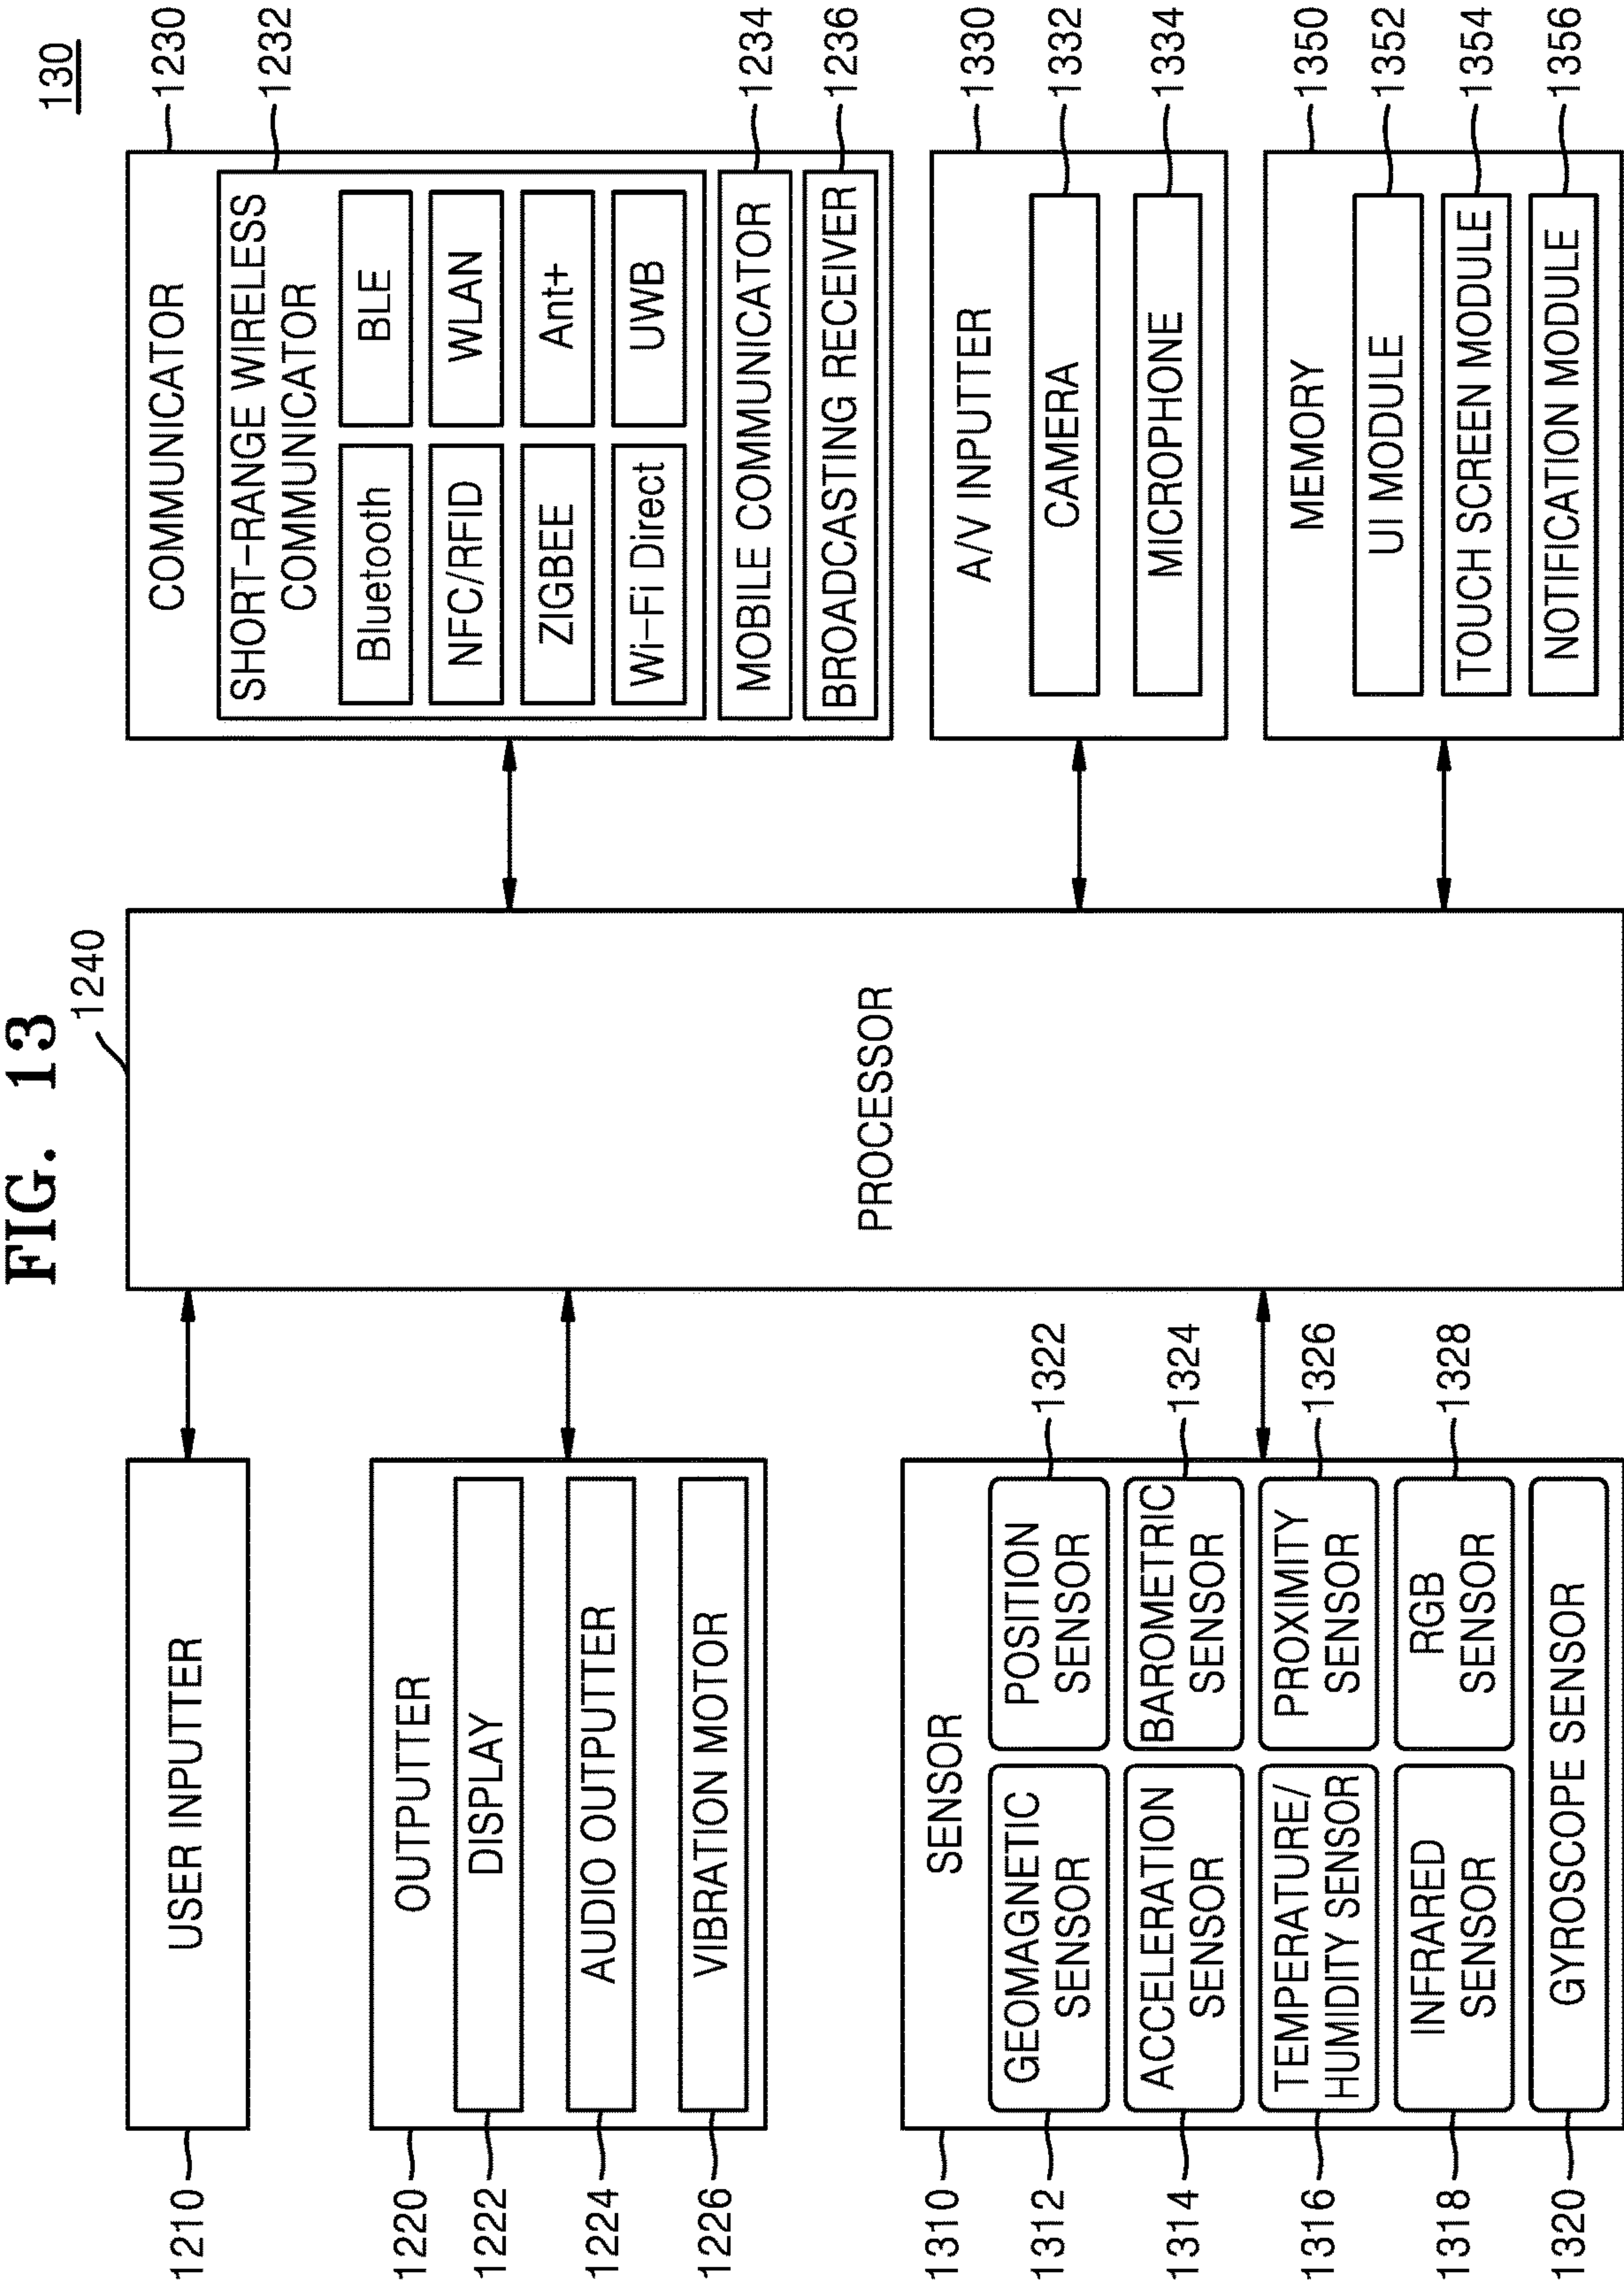 FIG. 13
130
1240
PROCESSOR
1210
USER INPUTTER
1220
OUTPUTTER
1222
DISPLAY
1224
AUDIO OUTPUTTER
1226
VIBRATION MOTOR
1310
SENSOR
1312
GEOMAGNETIC
SENSOR
POSITION
SENSOR
1322
1314
ACCELERATION
SENSOR
BAROMETRIC
SENSOR
1324
1316
TEMPERATURE/
HUMIDITY SENSOR
PROXIMITY
SENSOR
1326
1318
INFRARED
SENSOR
RGB
SENSOR
1328
1320
GYROSCOPE SENSOR
COMMUNICATOR
1230
SHORT-RANGE WIRELESS
COMMUNICATOR
1232
Bluetooth
BLE
NFC/RFID
WLAN
ZIGBEE
Ant+
Wi-Fi Direct
UWB
MOBILE COMMUNICATOR
1234
BROADCASTING RECEIVER
1236
A/V INPUTTER
1330
CAMERA
1332
MICROPHONE
1334
MEMORY
1350
UI MODULE
1352
TOUCH SCREEN MODULE
1354
NOTIFICATION MODULE
1356